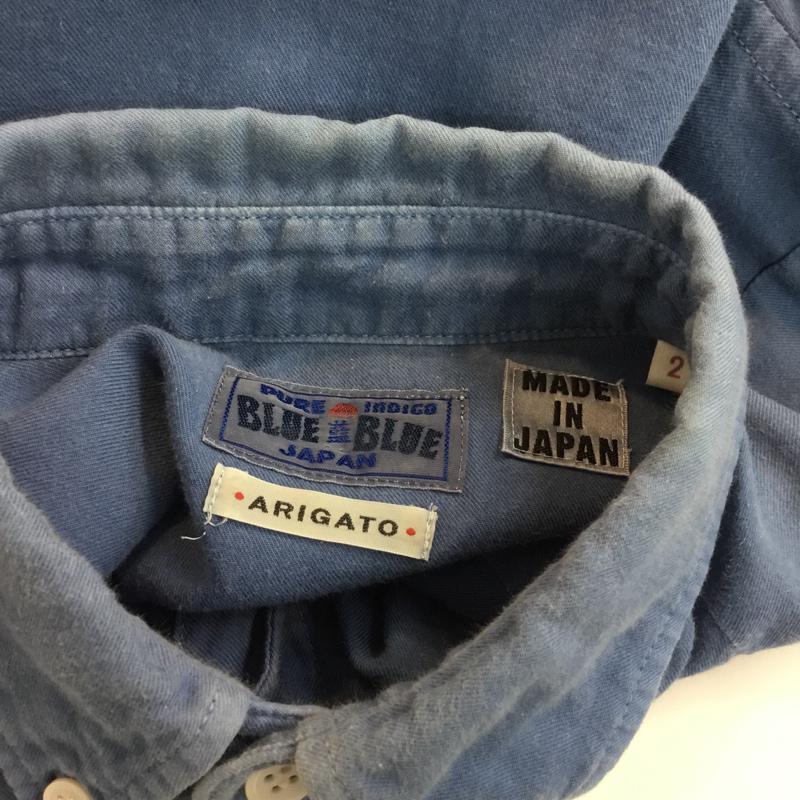 PURE INDIGO
BLUE BLUE
JAPAN
MADE
IN
JAPAN
2
• ARIGATO •